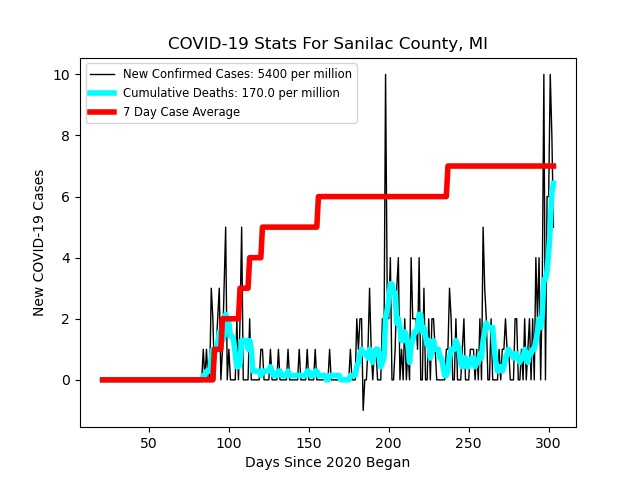 COVID-19 Stats For Sanilac County, MI
New Confirmed Cases: 5400 per million
Cumulative Deaths: 170.0 per million
7 Day Case Average
10
8
6
4
2
0
New COVID-19 Cases
50 100 150 200 250 300
Days Since 2020 Began